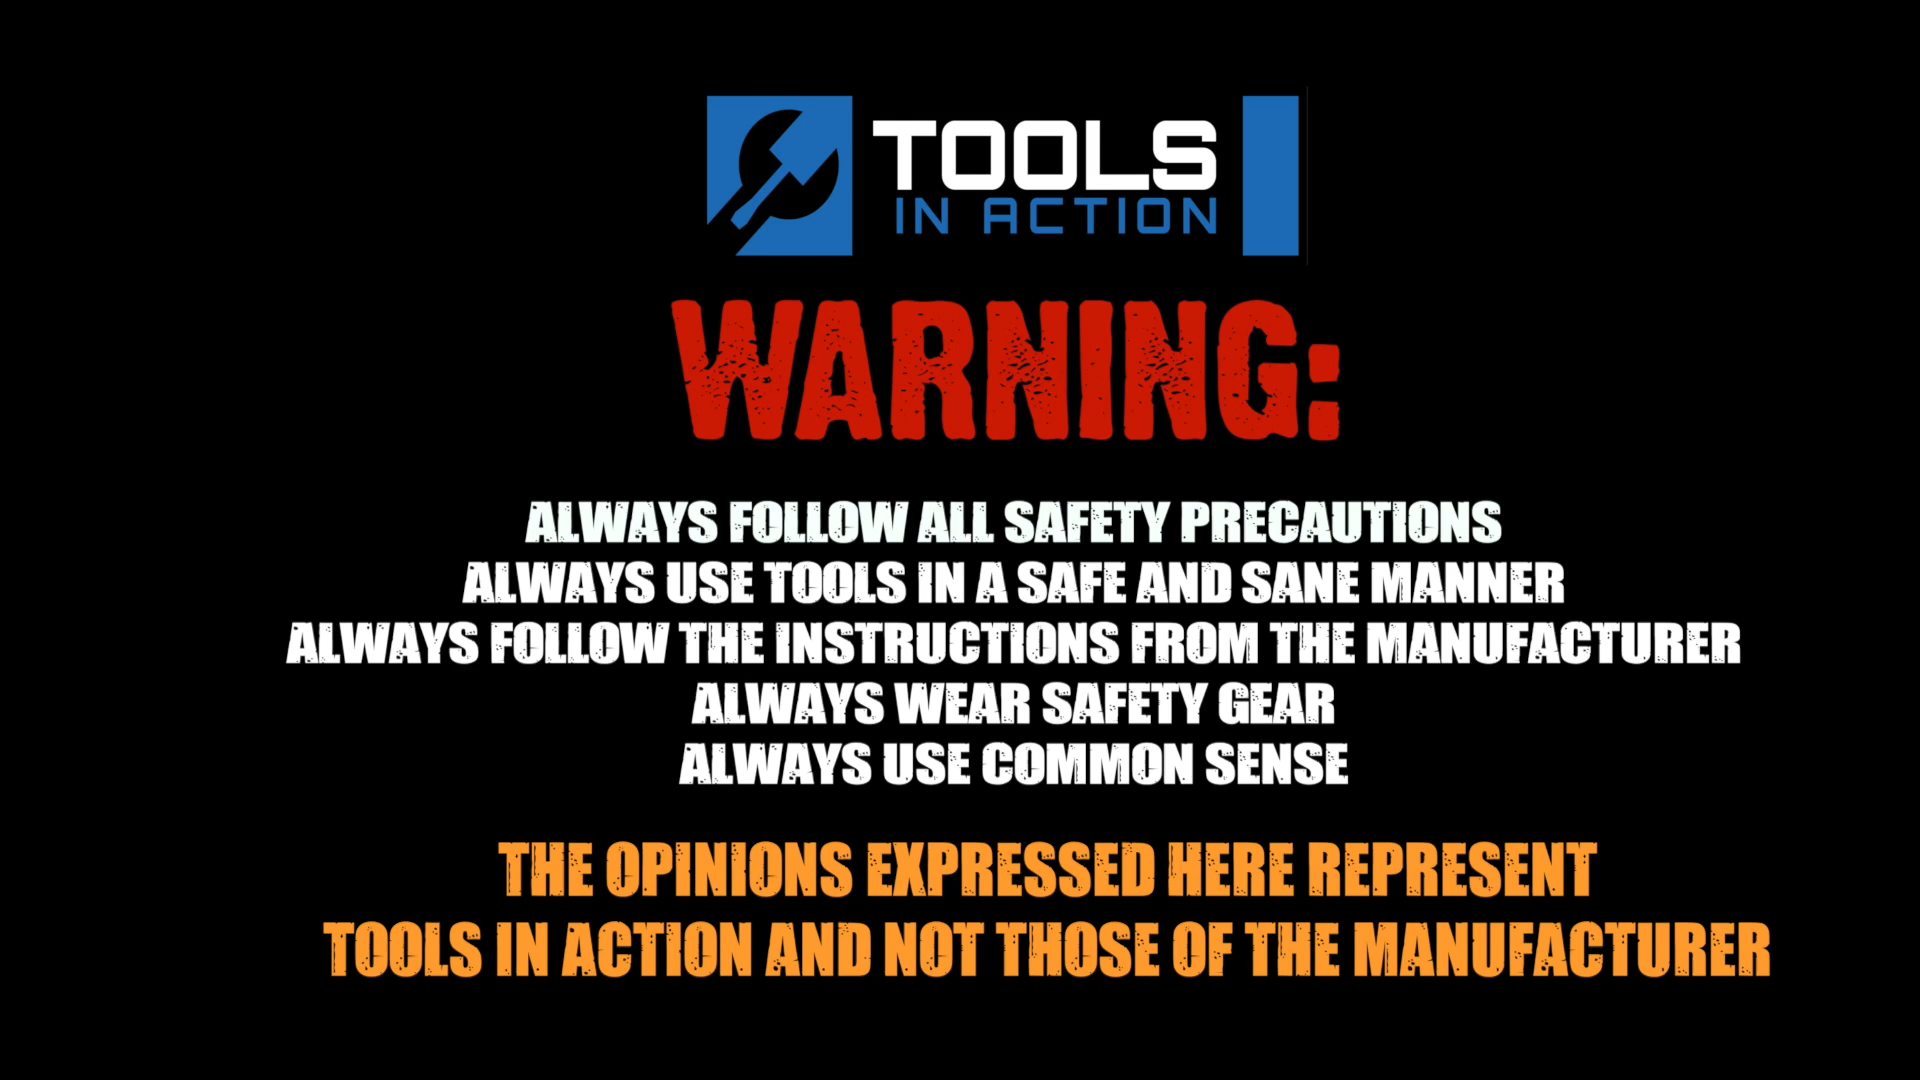 TOOLS
IN ACTION
WARNING:
ALWAYS FOLLOW ALL SAFETY PRECAUTIONS
ALWAYS USE TOOLS IN A SAFE AND SANE MANNER
ALWAYS FOLLOW THE INSTRUCTIONS FROM THE MANUFACTURER
ALWAYS WEAR SAFETY GEAR
ALWAYS USE COMMON SENSE
THE OPINIONS EXPRESSED HERE REPRESENT
TOOLS IN ACTION AND NOT THOSE OF THE MANUFACTURER